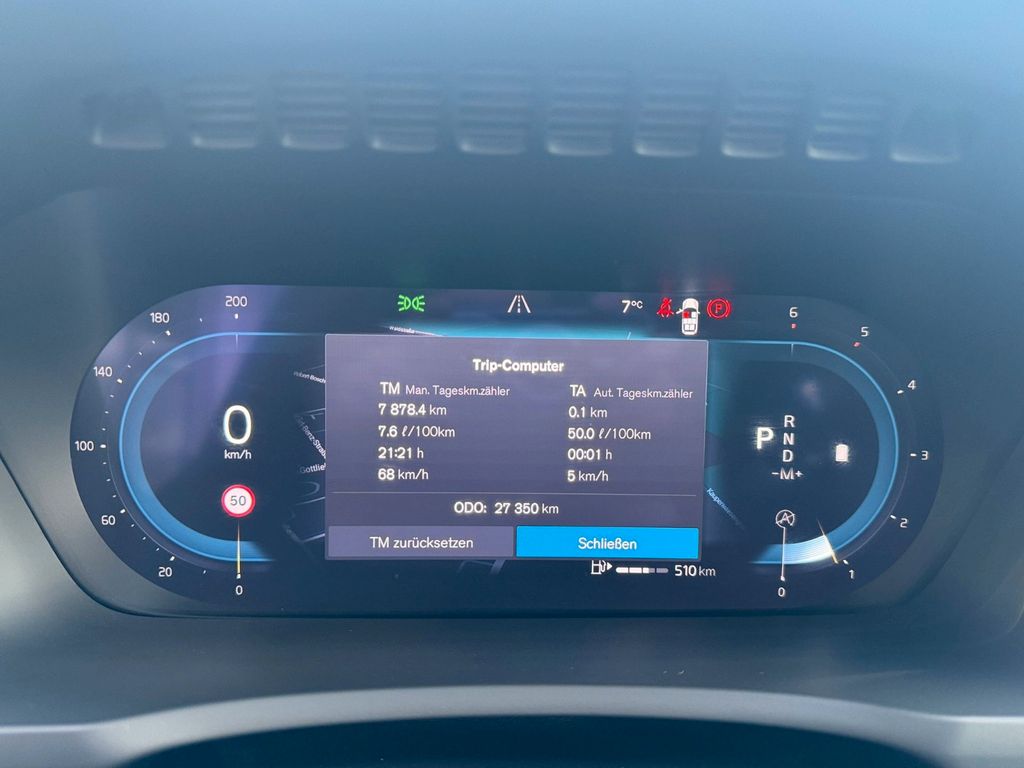 200
180
140
100
60
20
0
7°C
P
6
5
4
3
2
1
0
0
km/h
50
Trip-Computer
TM Man. Tageskm.zähler
7 878.4 km
7.6 ℓ/100km
21:21 h
68 km/h
TA Aut. Tageskm.zähler
0.1 km
50.0 ℓ/100km
00:01 h
5 km/h
ODO: 27 350 km
TM zurücksetzen
Schließen
P
R
N
D
-M+
A
510 km
Gottlieb